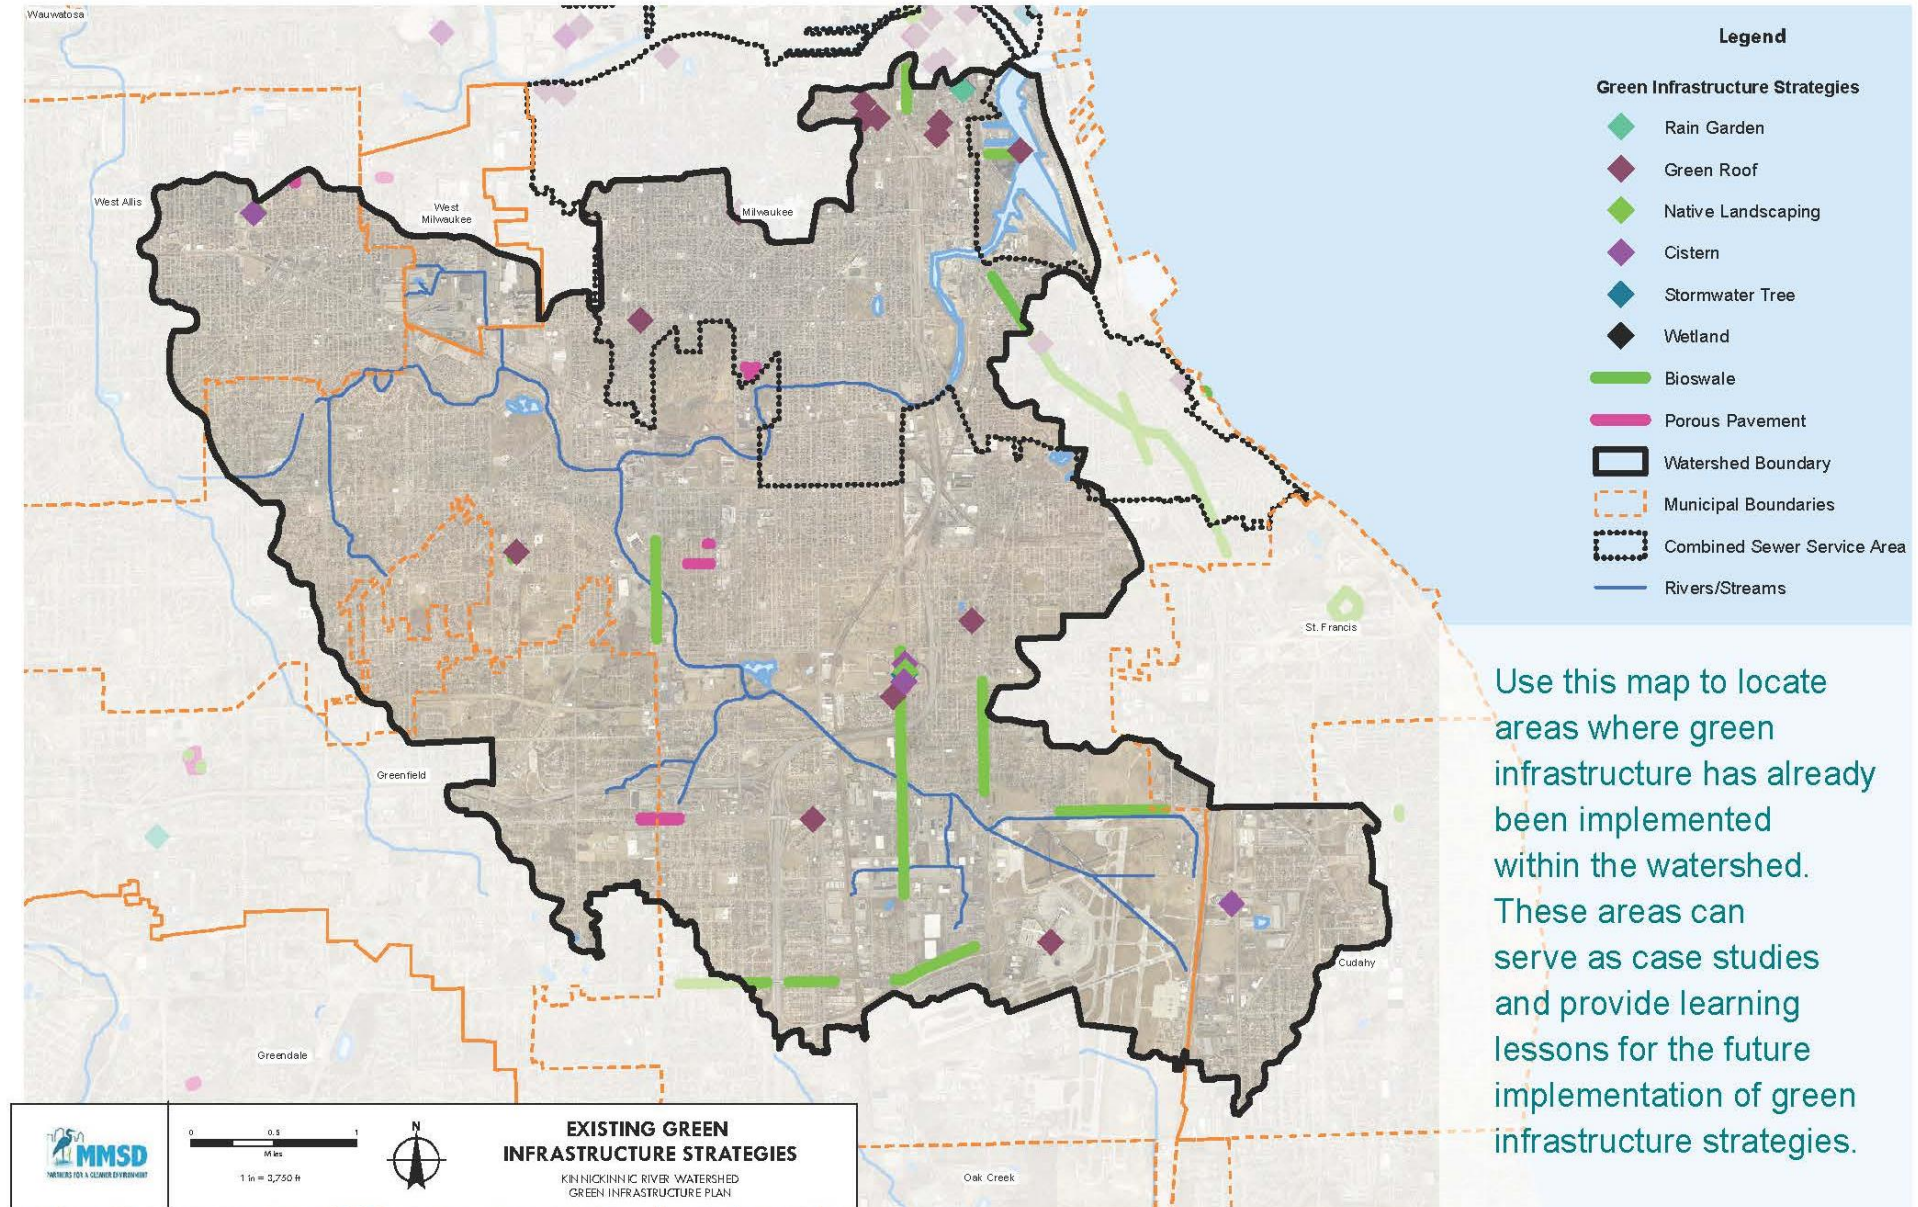 Wauwatosa
West Allis
West
Milwaukee
Milwaukee
St. Francis
Greenfield
Cudahy
Greendale
Oak Creek
Legend
Green Infrastructure Strategies
Rain Garden
Green Roof
Native Landscaping
Cistern
Stormwater Tree
Wetland
Bioswale
Porous Pavement
Watershed Boundary
Municipal Boundaries
Combined Sewer Service Area
Rivers/Streams
Use this map to locate
areas where green
infrastructure has already
been implemented
within the watershed.
These areas can
serve as case studies
and provide learning
lessons for the future
implementation of green
infrastructure strategies.
MMSD
PARTNERS FOR A CLEANER ENVIRONMENT
0 0.5 1
Miles
1 in = 3,750 ft
N
EXISTING GREEN
INFRASTRUCTURE STRATEGIES
KINNICKINNIC RIVER WATERSHED
GREEN INFRASTRUCTURE PLAN